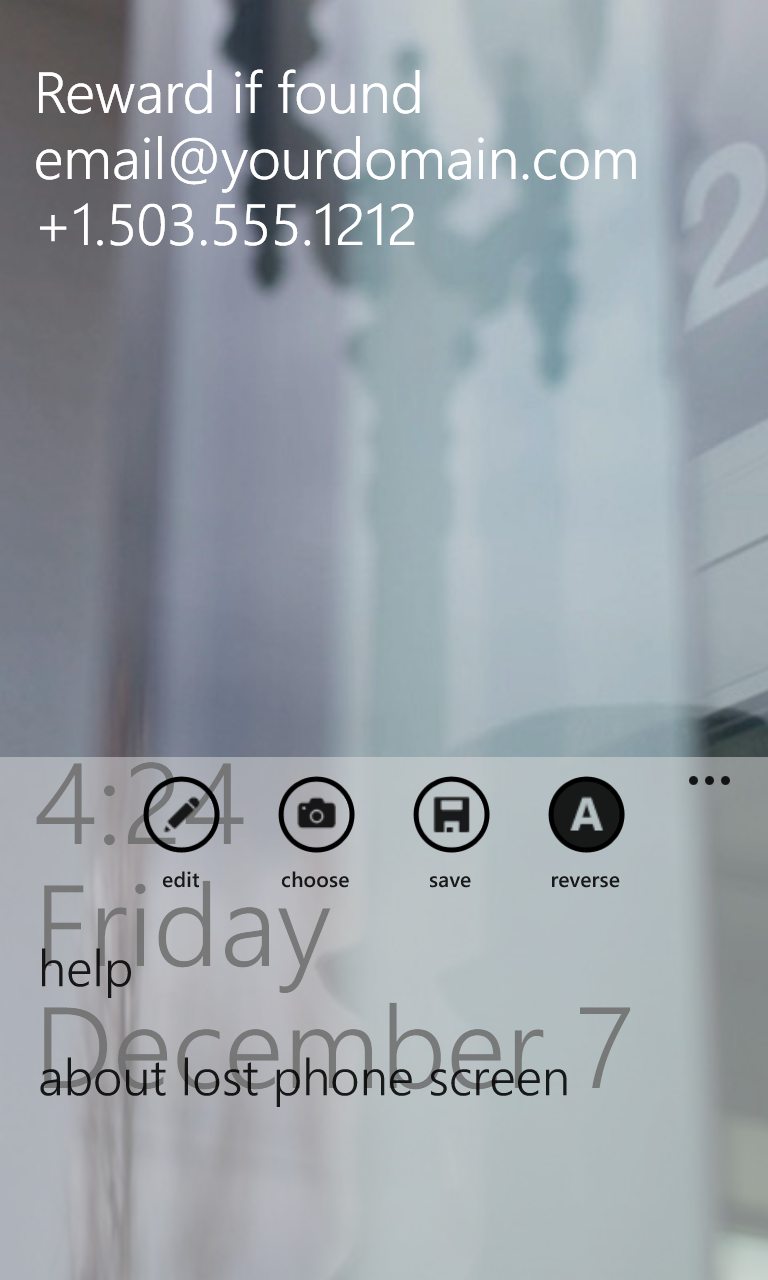 Reward if found
email@yourdomain.com
+1.503.555.1212
2
4:24
edit
choose
save
A
reverse
Friday
help
December 7
about lost phone screen